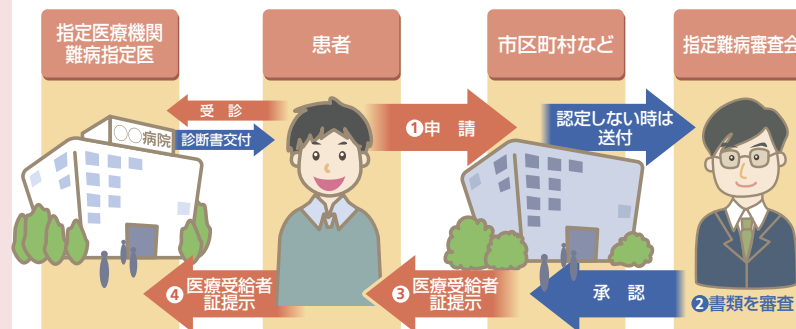 指定医療機関
難病指定医
患者
市区町村など
指定難病審査会
受 診
診断書交付
○○病院
❶申 請
認定しない時は
送付
❹医療受給者
証提示
❸医療受給者
証提示
承 認
❷書類を審査